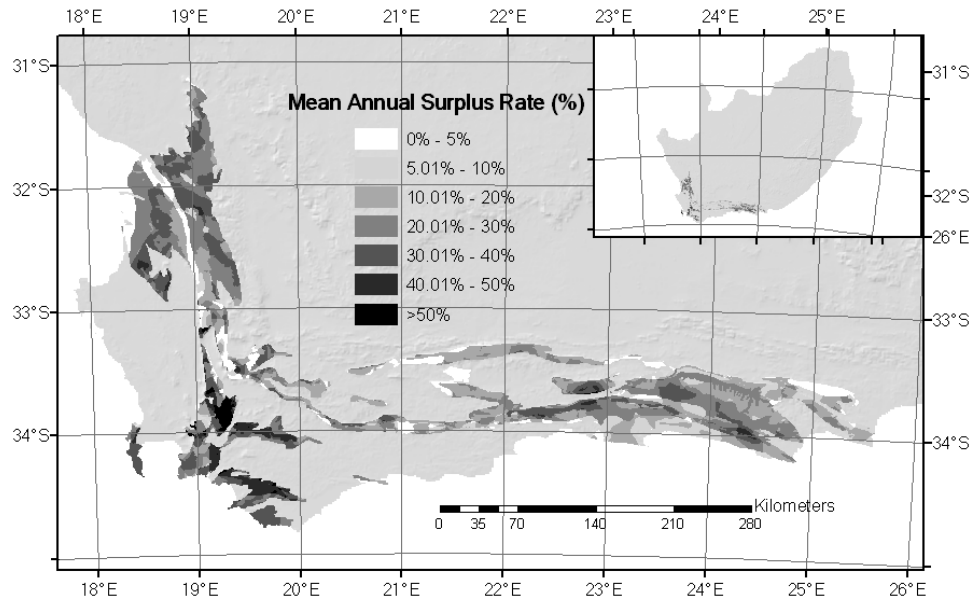 18°E 19°E 20°E 21°E 22°E 23°E 24°E 25°E
31°S 31°S
Mean Annual Surplus Rate (%)
0% - 5%
5.01% - 10%
10.01% - 20%
20.01% - 30%
30.01% - 40%
40.01% - 50%
>50%
32°S 32°S
26°E
33°S 33°S
34°S 34°S
Kilometers
0 35 70 140 210 280
18°E 19°E 20°E 21°E 22°E 23°E 24°E 25°E 26°E